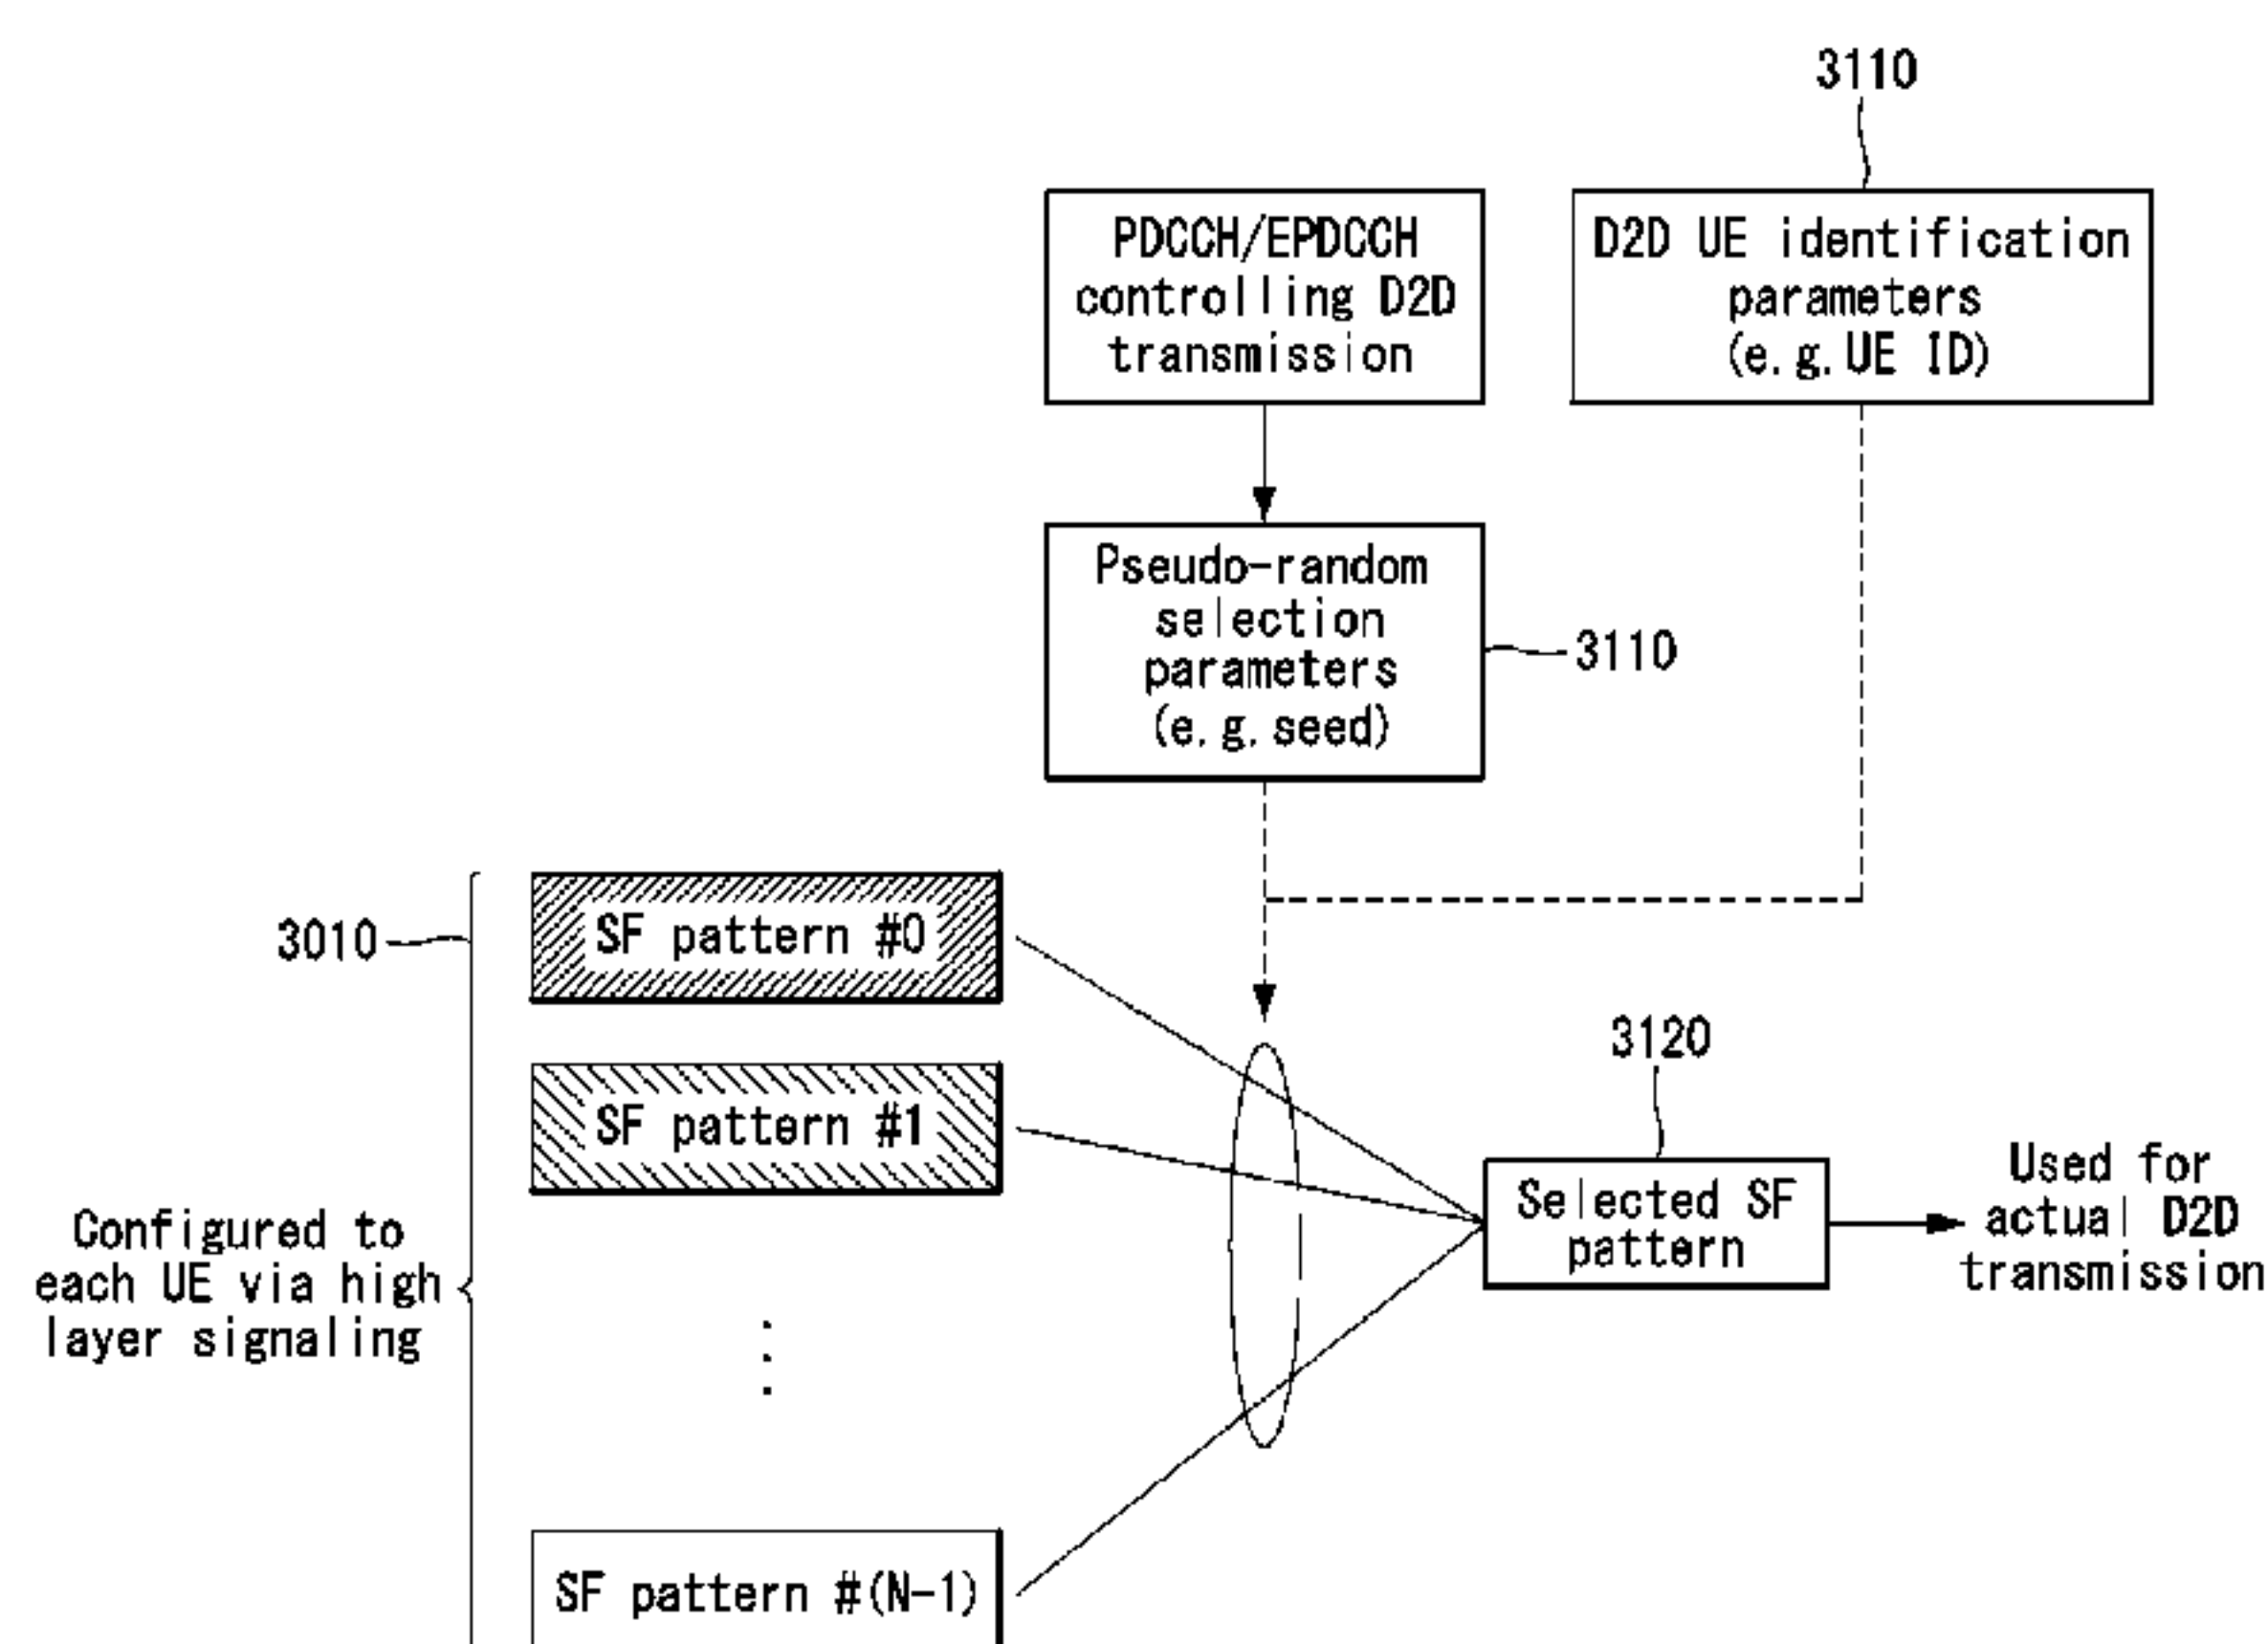 3110
PDCCH/EPDCCH
controlling D2D
transmission
D2D UE identification
parameters
(e.g.UE ID)
Pseudo-random
selection
parameters
(e.g.seed)
3110
3010
SF pattern #0
SF pattern #1
SF pattern #(N-1)
Configured to
each UE via high
layer signaling
3120
Selected SF
pattern
Used for
actual D2D
transmission